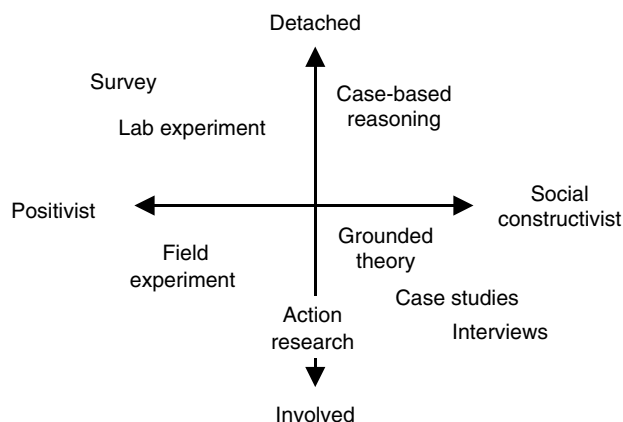 Detached
Survey
Case-based
reasoning
Lab experiment
Positivist
Social
constructivist
Field
experiment
Grounded
theory
Case studies
Interviews
Action
research
Involved